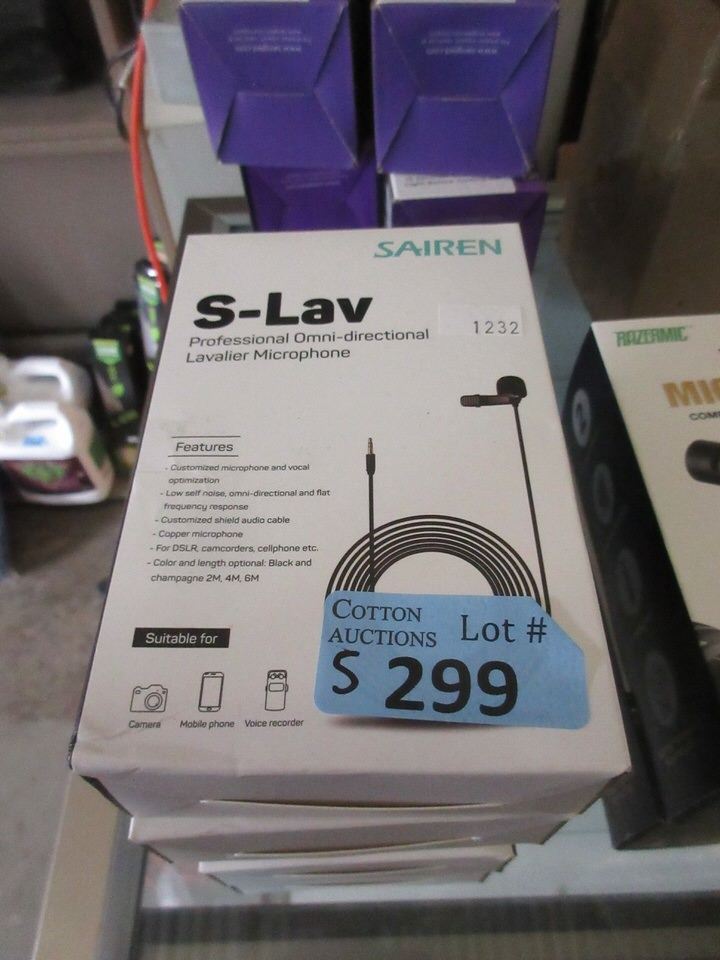 SAIREN
S-Lav
1232
Professional Omni-directional
Lavalier Microphone
Features
- Customized microphone and vocal
optimization
- Low self noise, omni-directional and flat
frequency response
- Customized shield audio cable
- Copper microphone
- For DSLR, camcorders, cellphone etc.
- Color and length optional: Black and
champagne 2M, 4M, 6M
Suitable for
Camera
Mobile phone
Voice recorder
COTTON
AUCTIONS
Lot #
S 299
RAZERMIC